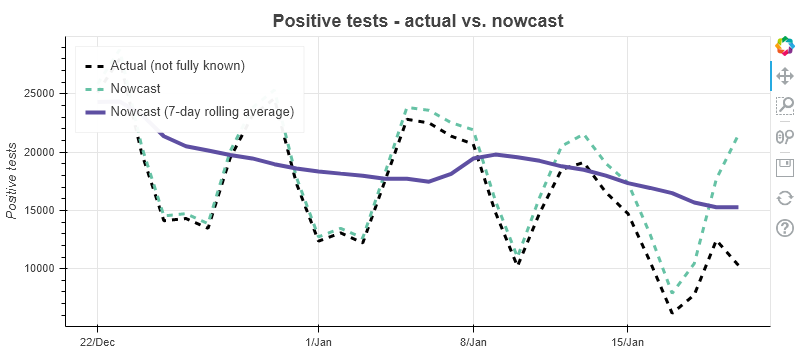 Positive tests - actual vs. nowcast
Actual (not fully known)
Nowcast
Nowcast (7-day rolling average)
Positive tests
25000
20000
15000
10000
22/Dec
1/Jan
8/Jan
15/Jan